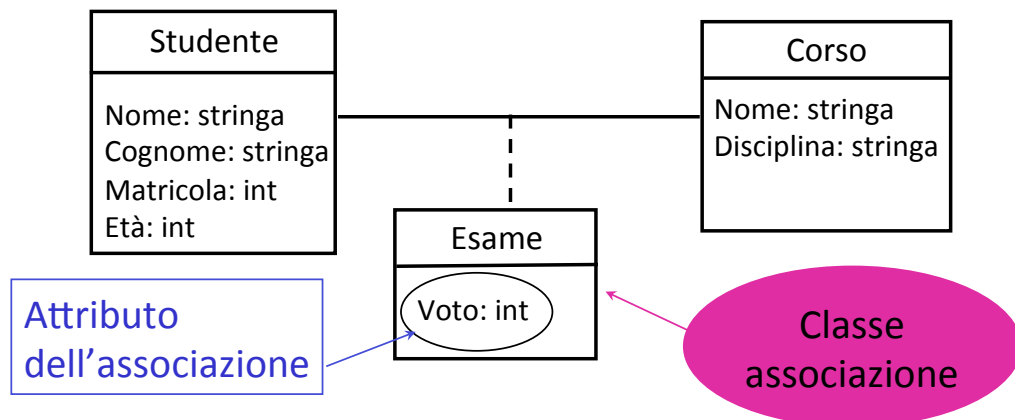 Studente
Nome: stringa
Cognome: stringa
Matricola: int
Età: int
Corso
Nome: stringa
Disciplina: stringa
Esame
Voto: int
Attributo
dell’associazione
Classe
associazione